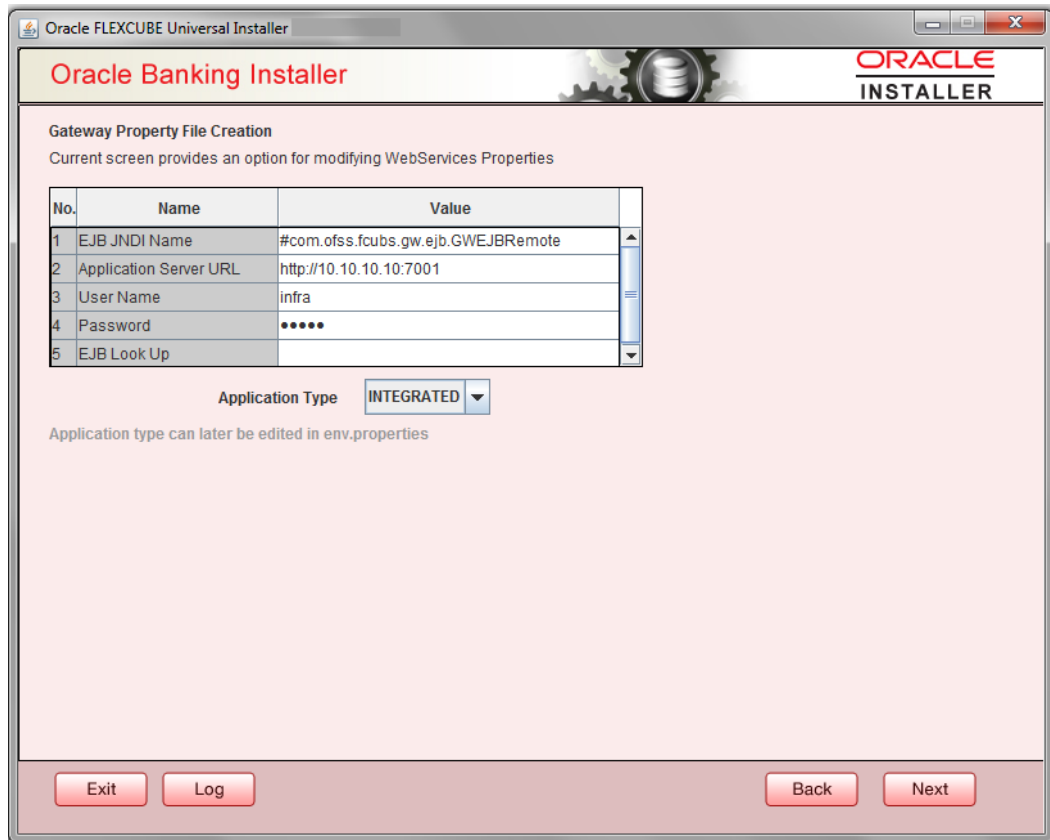 Oracle FLEXCUBE Universal Installer
Oracle Banking Installer
ORACLE
INSTALLER
Gateway Property File Creation
Current screen provides an option for modifying WebServices Properties
No. Name Value
1 EJB JNDI Name #com.ofss.fcubs.gw.ejb.GWEJBRemote
2 Application Server URL http://10.10.10.10:7001
3 User Name infra
4 Password •••••
5 EJB Look Up
Application Type INTEGRATED
Application type can later be edited in env.properties
Exit Log Back Next